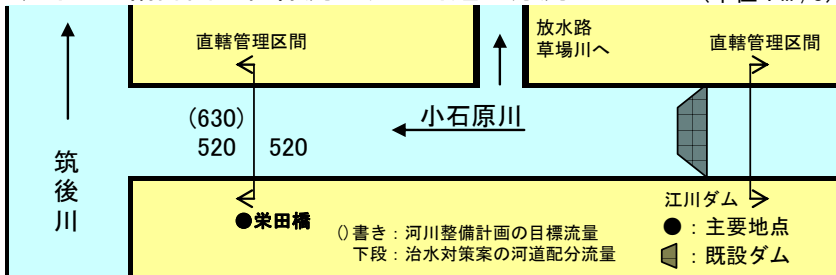 放水路
草場川へ
直轄管理区間
直轄管理区間
(630)
520
520
小石原川
筑後川
●栄田橋
()書き：河川整備計画の目標流量
下段：治水対策案の河道配分流量
江川ダム
●：主要地点
：既設ダム